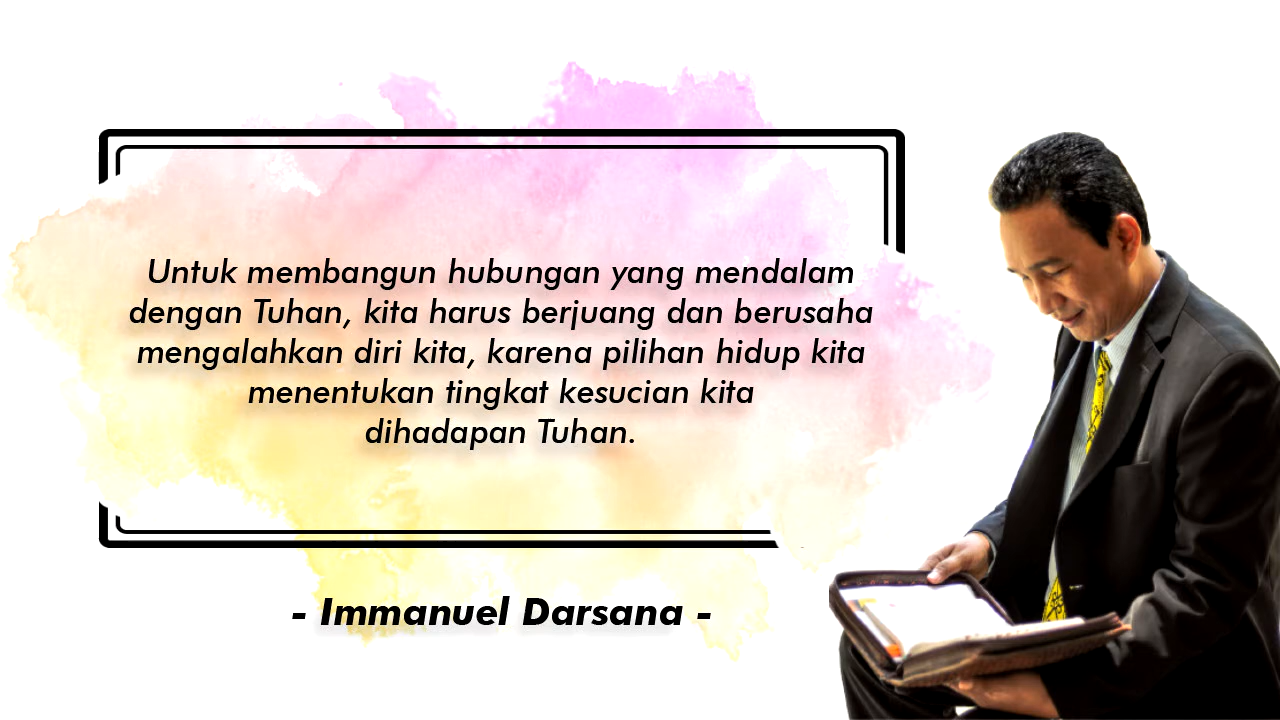 Untuk membangun hubungan yang mendalam
dengan Tuhan, kita harus berjuang dan berusaha
mengalahkan diri kita, karena pilihan hidup kita
menentukan tingkat kesucian kita
dihadapan Tuhan.
- Immanuel Darsana -